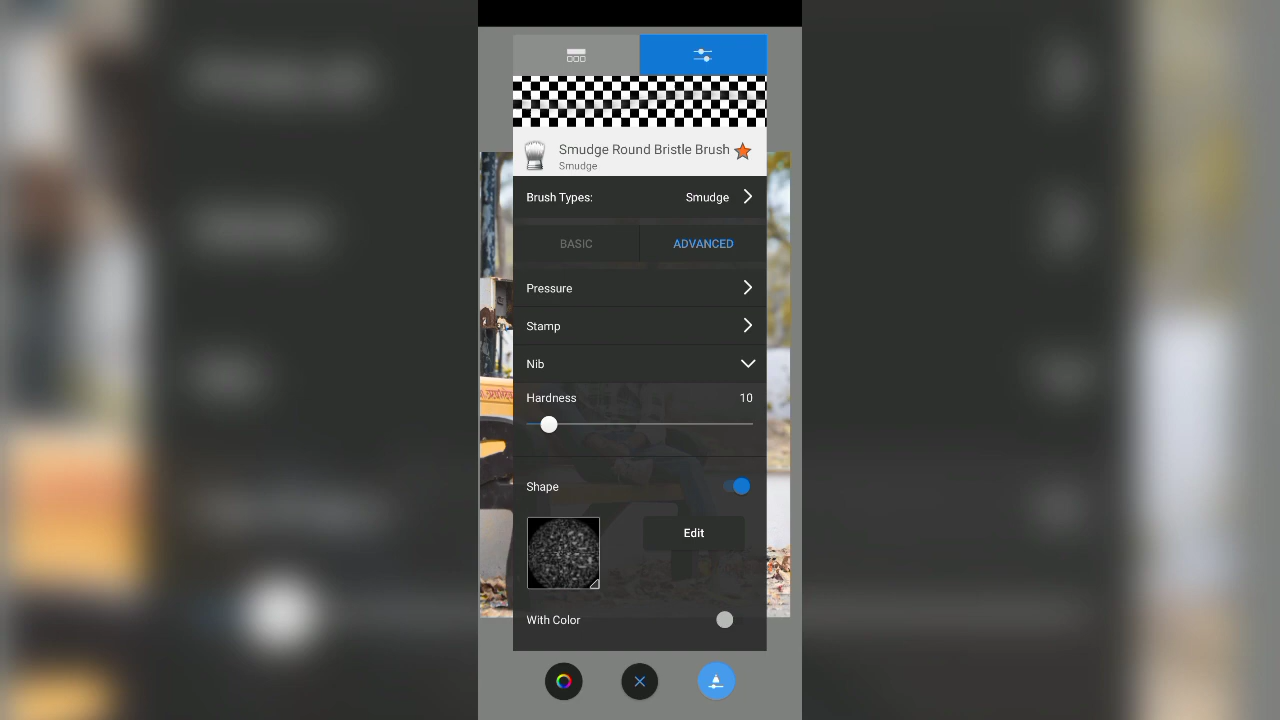 Smudge Round Bristle Brush
Smudge
Brush Types: Smudge
BASIC ADVANCED
Pressure
Stamp
Nib
Hardness 10
Shape
Edit
With Color